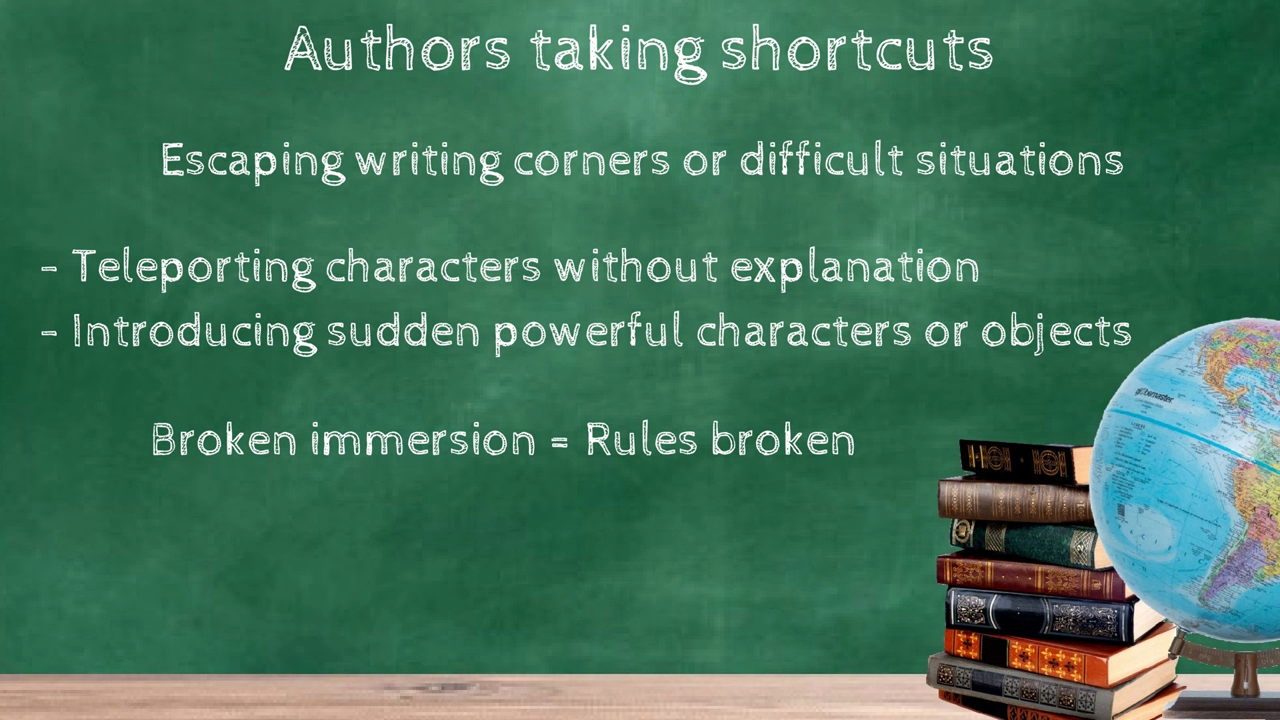 Authors taking shortcuts
Escaping writing corners or difficult situations
- Teleporting characters without explanation
- Introducing sudden powerful characters or objects
Broken immersion = Rules broken